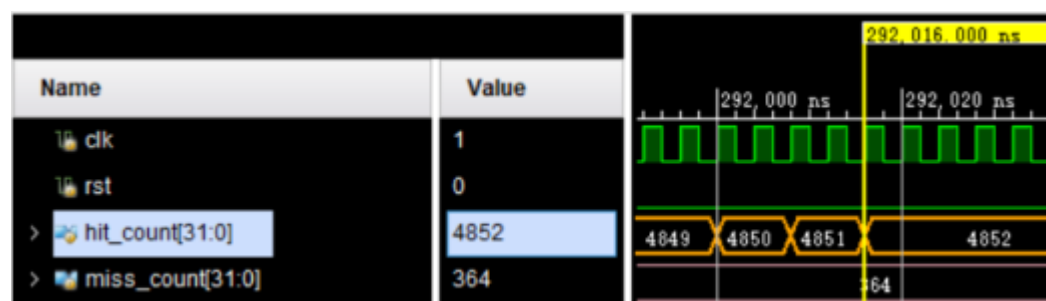 292,016.000 ns
Name Value 292,000 ns 292,020 ns
clk 1
rst 0
hit_count[31:0] 4852 4849 4850 4851 4852
miss_count[31:0] 364 364